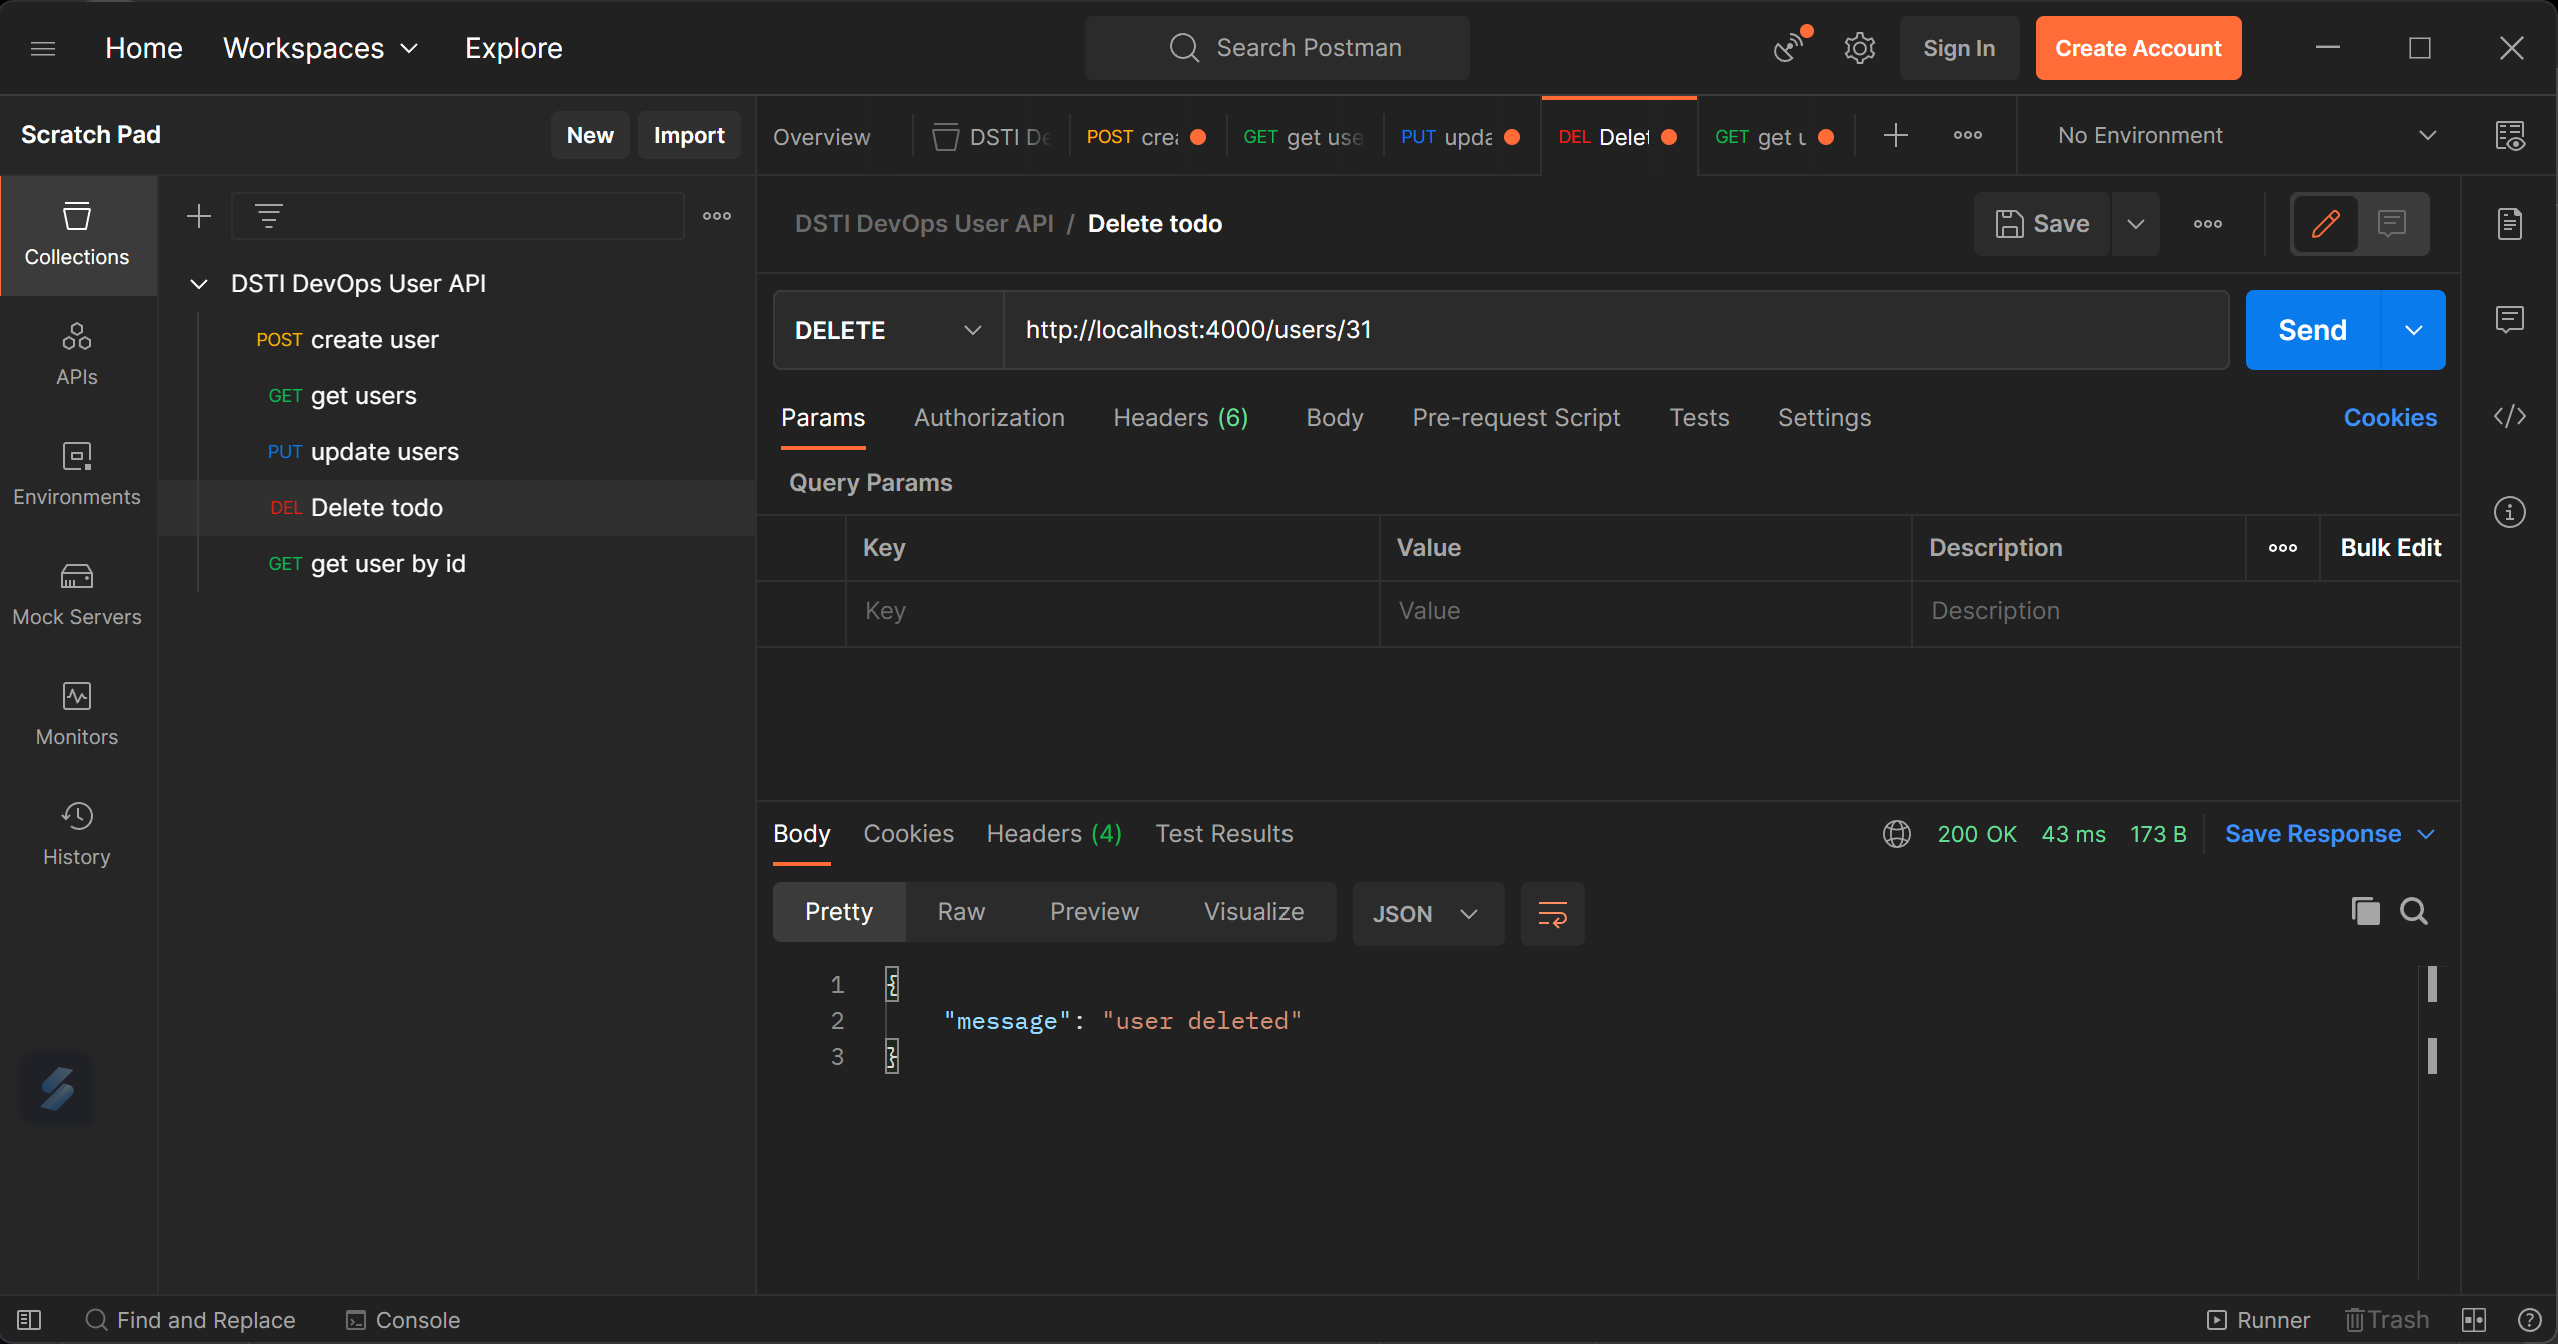 Home Workspaces Explore Search Postman Sign In Create Account
Scratch Pad New Import Overview DSTI De POST crea GET get use PUT upda DEL Delet GET get u No Environment
Collections
APIs
Environments
Mock Servers
Monitors
History
DSTI DevOps User API
POST create user
GET get users
PUT update users
DEL Delete todo
GET get user by id
DSTI DevOps User API / Delete todo Save
DELETE http://localhost:4000/users/31 Send
Params Authorization Headers (6) Body Pre-request Script Tests Settings Cookies
Query Params
Key Value Description Bulk Edit
Key Value Description
Body Cookies Headers (4) Test Results 200 OK 43 ms 173 B Save Response
Pretty Raw Preview Visualize JSON
1 {
2 "message": "user deleted"
3 }
Find and Replace Console Runner Trash